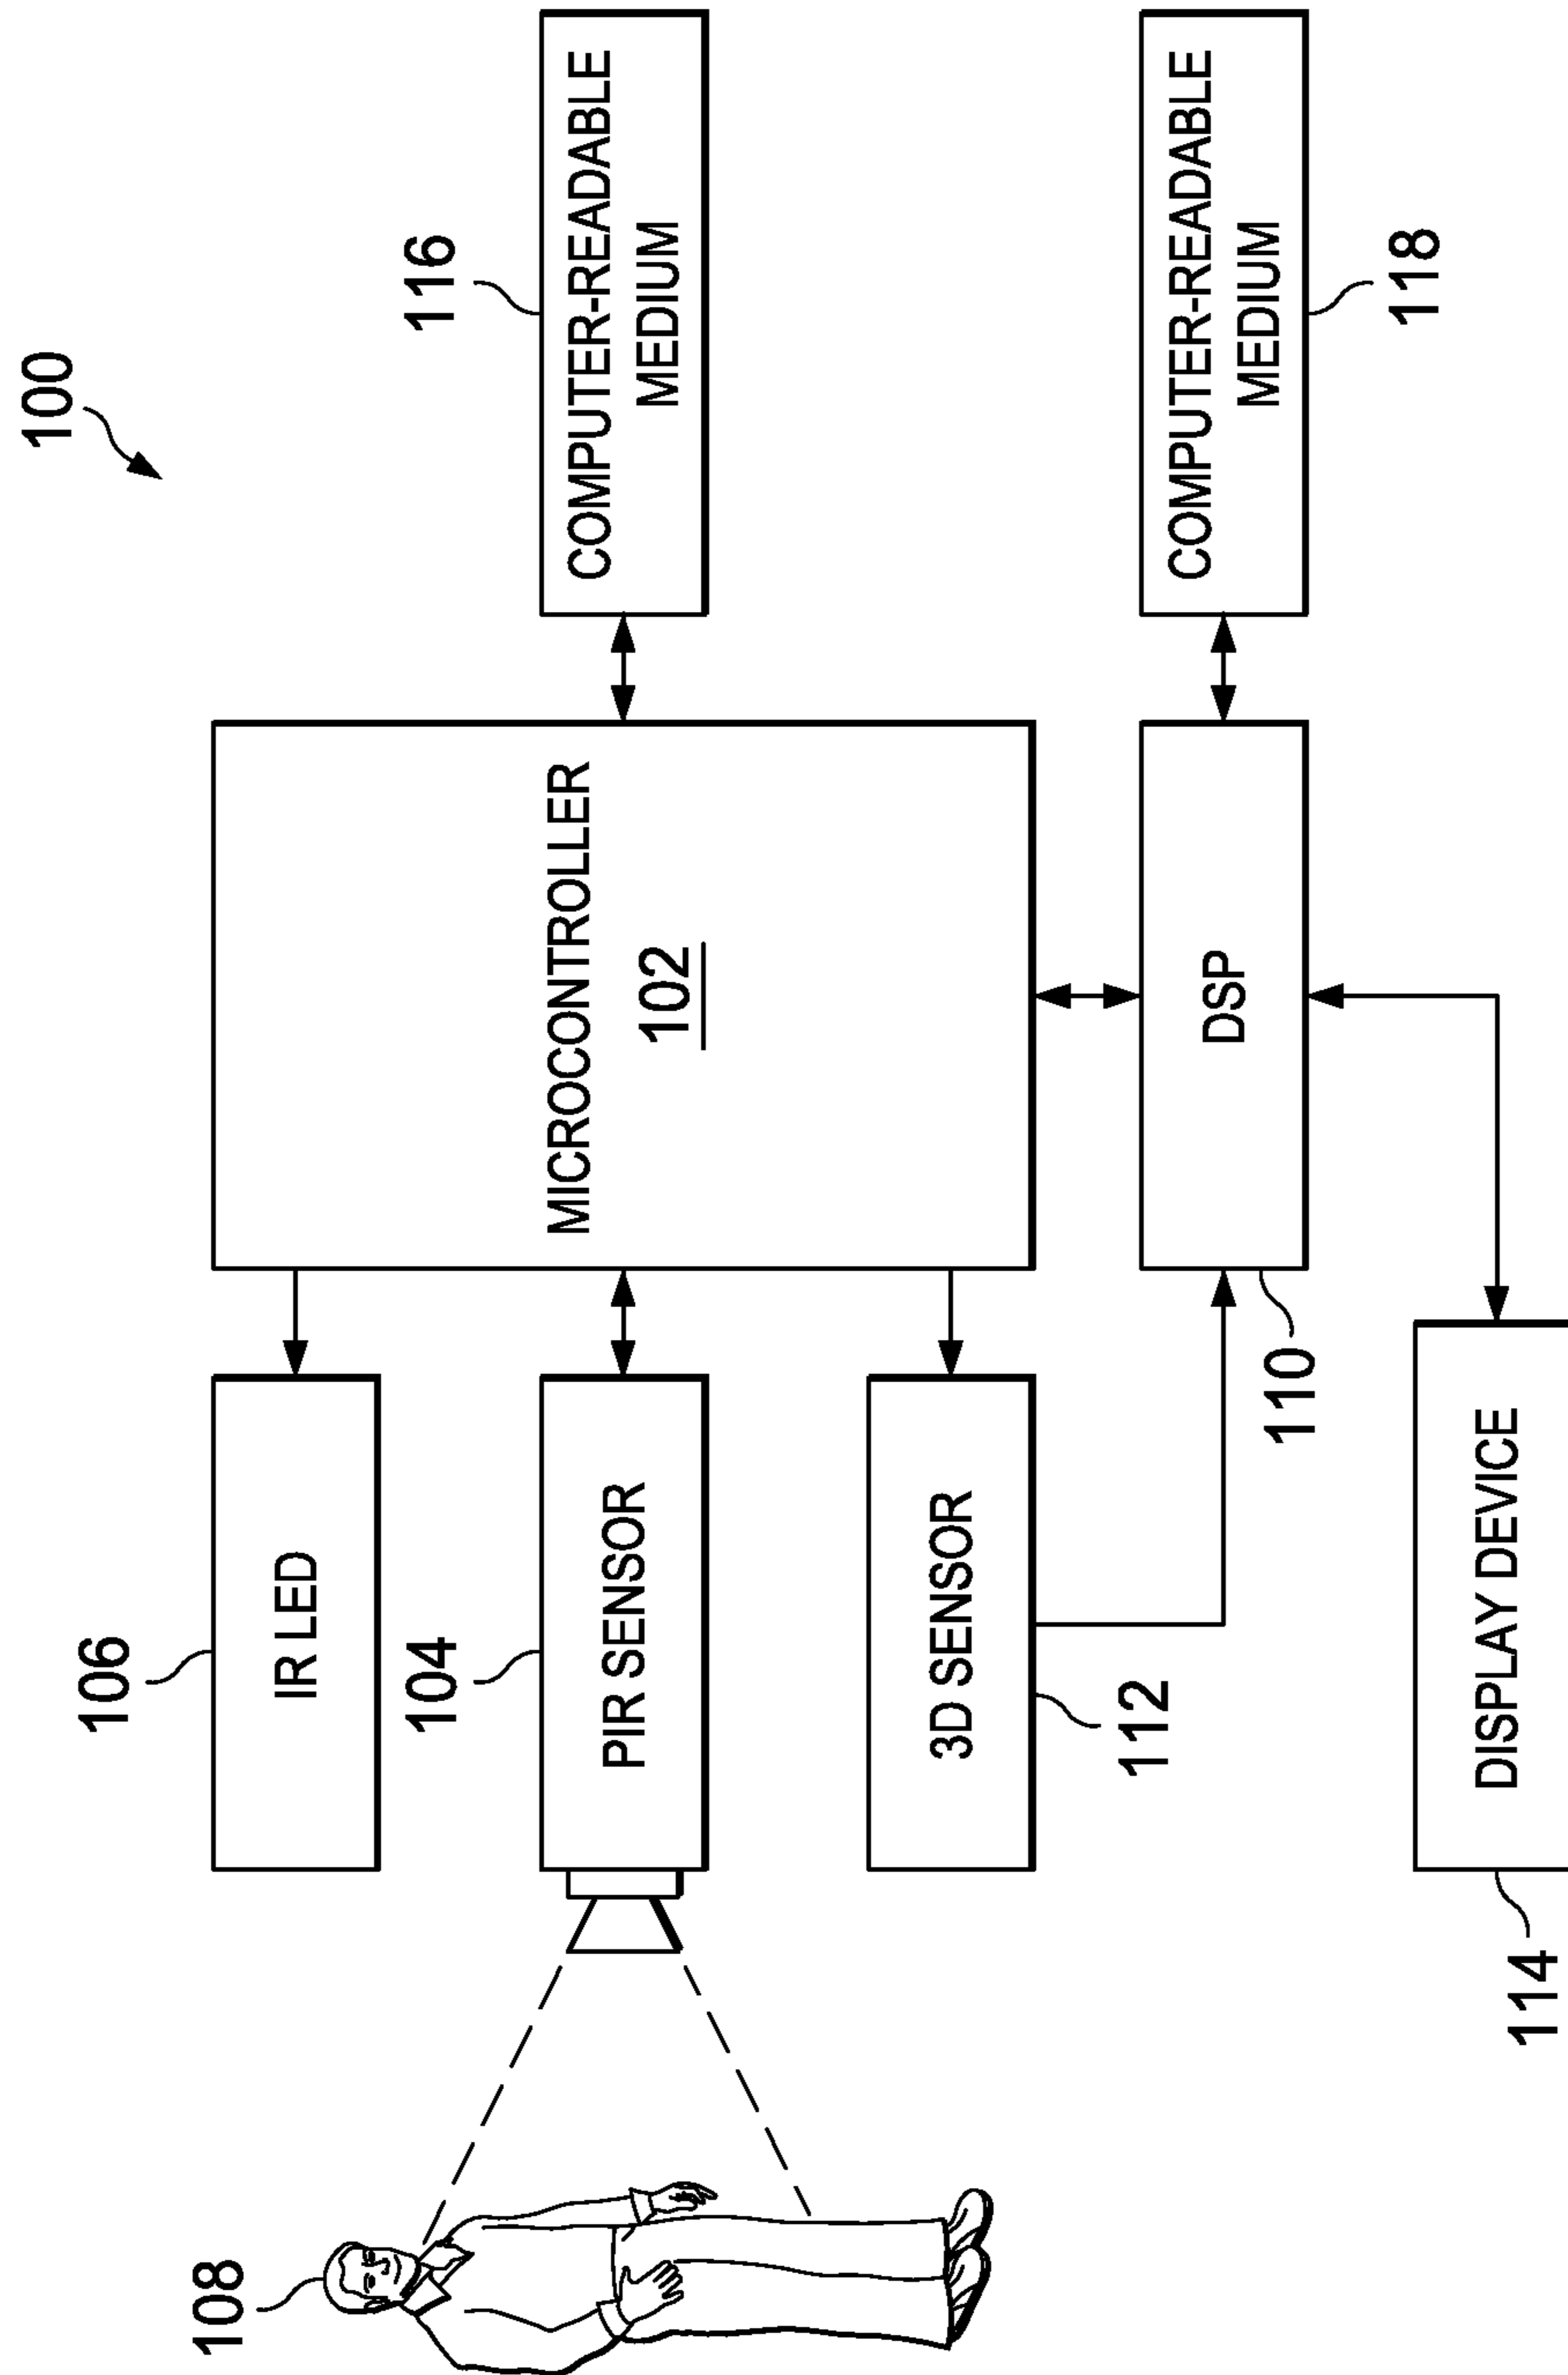 100
106
IR LED
MICROCONTROLLER
102
116
COMPUTER-READABLE
MEDIUM
108
104
PIR SENSOR
3D SENSOR
112
110
DSP
COMPUTER-READABLE
MEDIUM
118
114
DISPLAY DEVICE